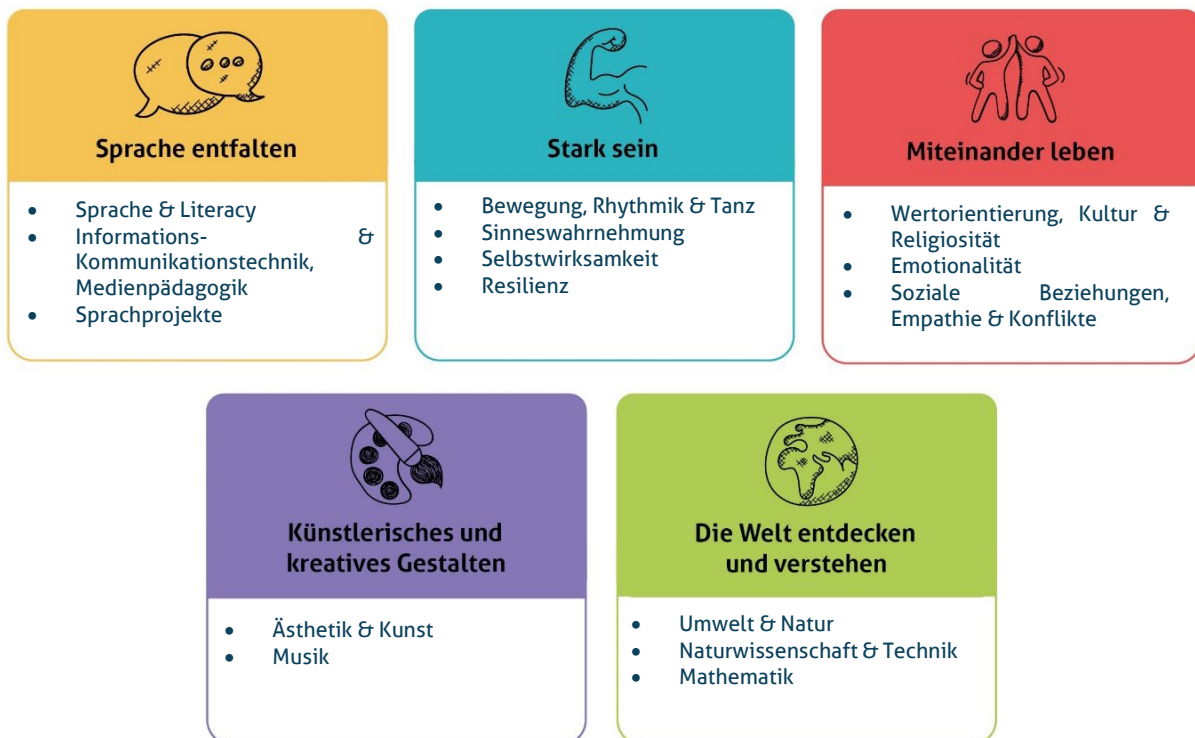 Sprache entfalten
• Sprache & Literacy
• Informations- &
Kommunikationstechnik,
Medienpädagogik
• Sprachprojekte
Stark sein
• Bewegung, Rhythmik & Tanz
• Sinneswahrnehmung
• Selbstwirksamkeit
• Resilienz
Miteinander leben
• Wertorientierung, Kultur &
Religiosität
• Emotionalität
• Soziale Beziehungen,
Empathie & Konflikte
Künstlerisches und
kreatives Gestalten
• Ästhetik & Kunst
• Musik
Die Welt entdecken
und verstehen
• Umwelt & Natur
• Naturwissenschaft & Technik
• Mathematik